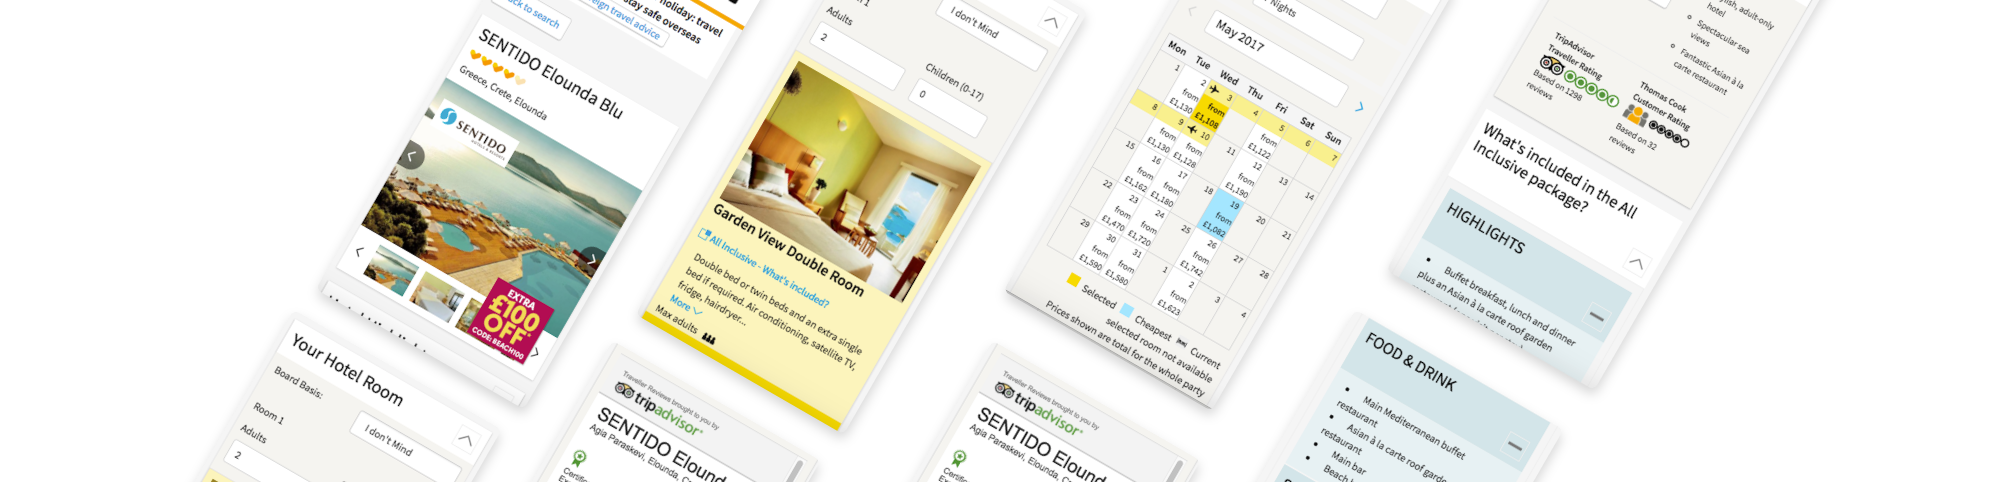 holiday: travel
stay safe overseas
travel advice
to search
SENTIDO Elounda Blu
Greece, Crete, Elounda
SENTIDO
EXTRA
£100
OFF
CODE: BEACH100
Your Hotel Room
Board Basis:
I don't Mind
Room 1
Adults
2
I don't Mind
Adults
2
Children (0-17)
0
Garden View Double Room
All Inclusive - What's included?
Double bed or twin beds and an extra single
bed if required. Air conditioning, satellite TV,
fridge, hairdryer...
More
Max adults
Traveller Reviews brought to you by
tripadvisor
SENTIDO
Agia Paraskevi, Elounda,
Nights
May 2017
Mon Tue Wed Thu Fri Sat Sun
1 2 from £1,130 3 from £1,108 4 5 6 7
8 9 from £1,130 10 from £1,128 11 from £1,122 12 from £1,190 13 14
15 16 from £1,162 17 from £1,180 18 19 from £1,082 20 21
22 23 from £1,470 24 from £1,720 25 26 from £1,742 27 28
29 30 from £1,590 31 from £1,580 1 2 from £1,623 3 4
Selected
Cheapest
Current
selected room not available
Prices shown are total for the whole party
Traveller Reviews brought to you by
tripadvisor
SENTIDO
Agia Paraskevi, Elounda,
adult-only
hotel
Spectacular sea
views
Fantastic Asian à la
carte restaurant
TripAdvisor
Traveller Rating
Based on 1298
reviews
Thomas Cook
Customer Rating
Based on 32
reviews
What's included in the All
Inclusive package?
HIGHLIGHTS
Buffet breakfast, lunch and dinner
plus an Asian à la carte roof garden
FOOD & DRINK
Main Mediterranean buffet
restaurant
Asian à la carte roof
restaurant
Main bar
Beach